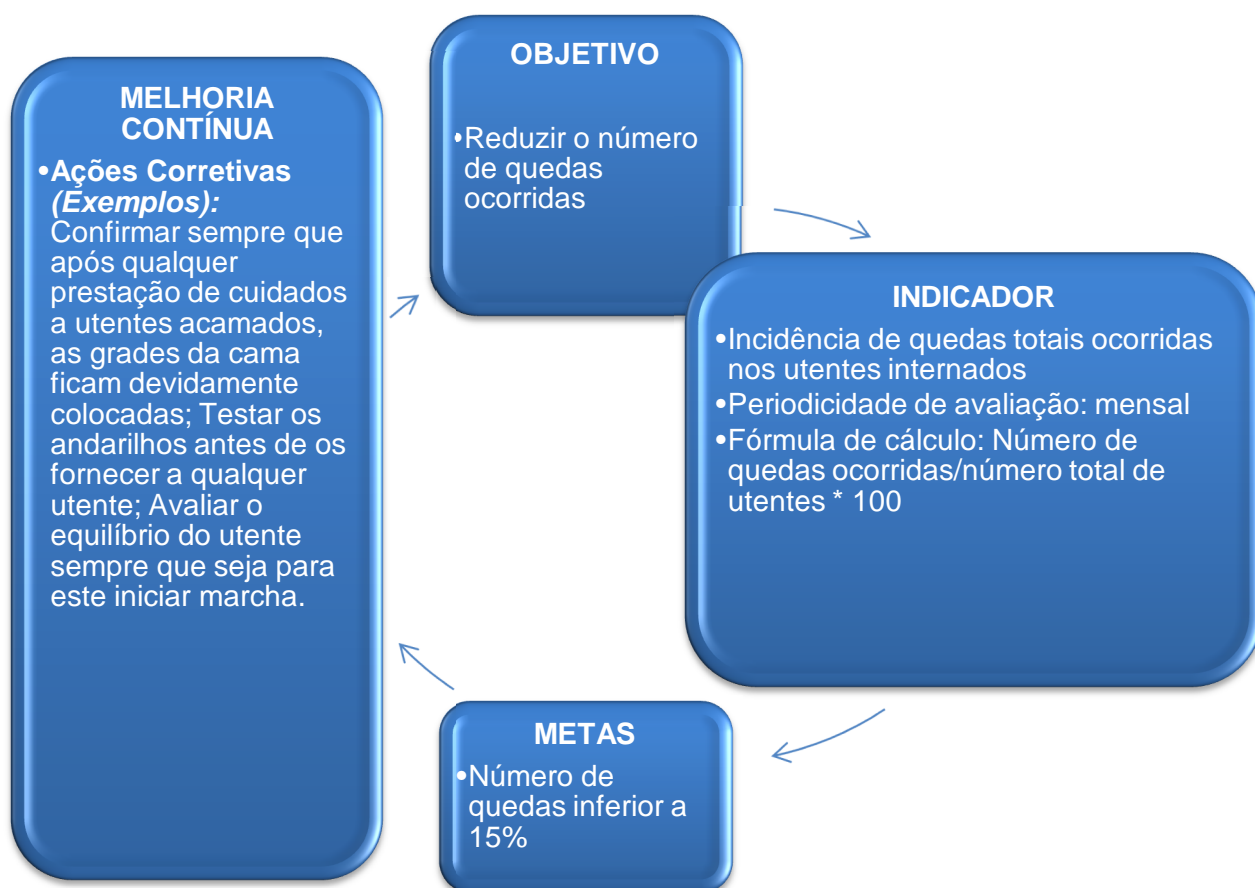 OBJETIVO
•Reduzir o número
de quedas
ocorridas
INDICADOR
•Incidência de quedas totais ocorridas
nos utentes internados
•Periodicidade de avaliação: mensal
•Fórmula de cálculo: Número de
quedas ocorridas/número total de
utentes * 100
METAS
•Número de
quedas inferior a
15%
MELHORIA
CONTÍNUA
•Ações Corretivas
(Exemplos):
Confirmar sempre que
após qualquer
prestação de cuidados
a utentes acamados,
as grades da cama
ficam devidamente
colocadas; Testar os
andarilhos antes de os
fornecer a qualquer
utente; Avaliar o
equilíbrio do utente
sempre que seja para
este iniciar marcha.